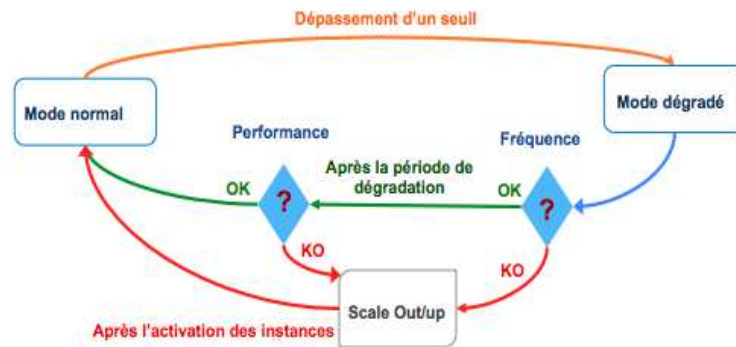 Dépassement d'un seuil
Mode normal
Mode dégradé
Performance
Fréquence
Après la période de
dégradation
OK
OK
?
?
KO
KO
Scale Out/up
Après l'activation des instances